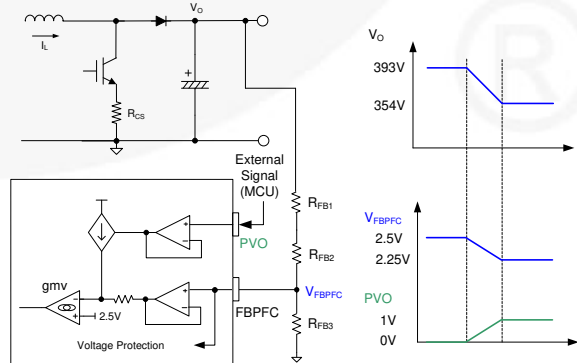 Vo
IL
RCS
External
Signal
(MCU)
PVO
RFB1
RFB2
gmv
2.5V
FBPFC
VFBPFC
RFB3
Voltage Protection
VO
393V
354V
VFBPFC
2.5V
2.25V
PVO
1V
0V
®